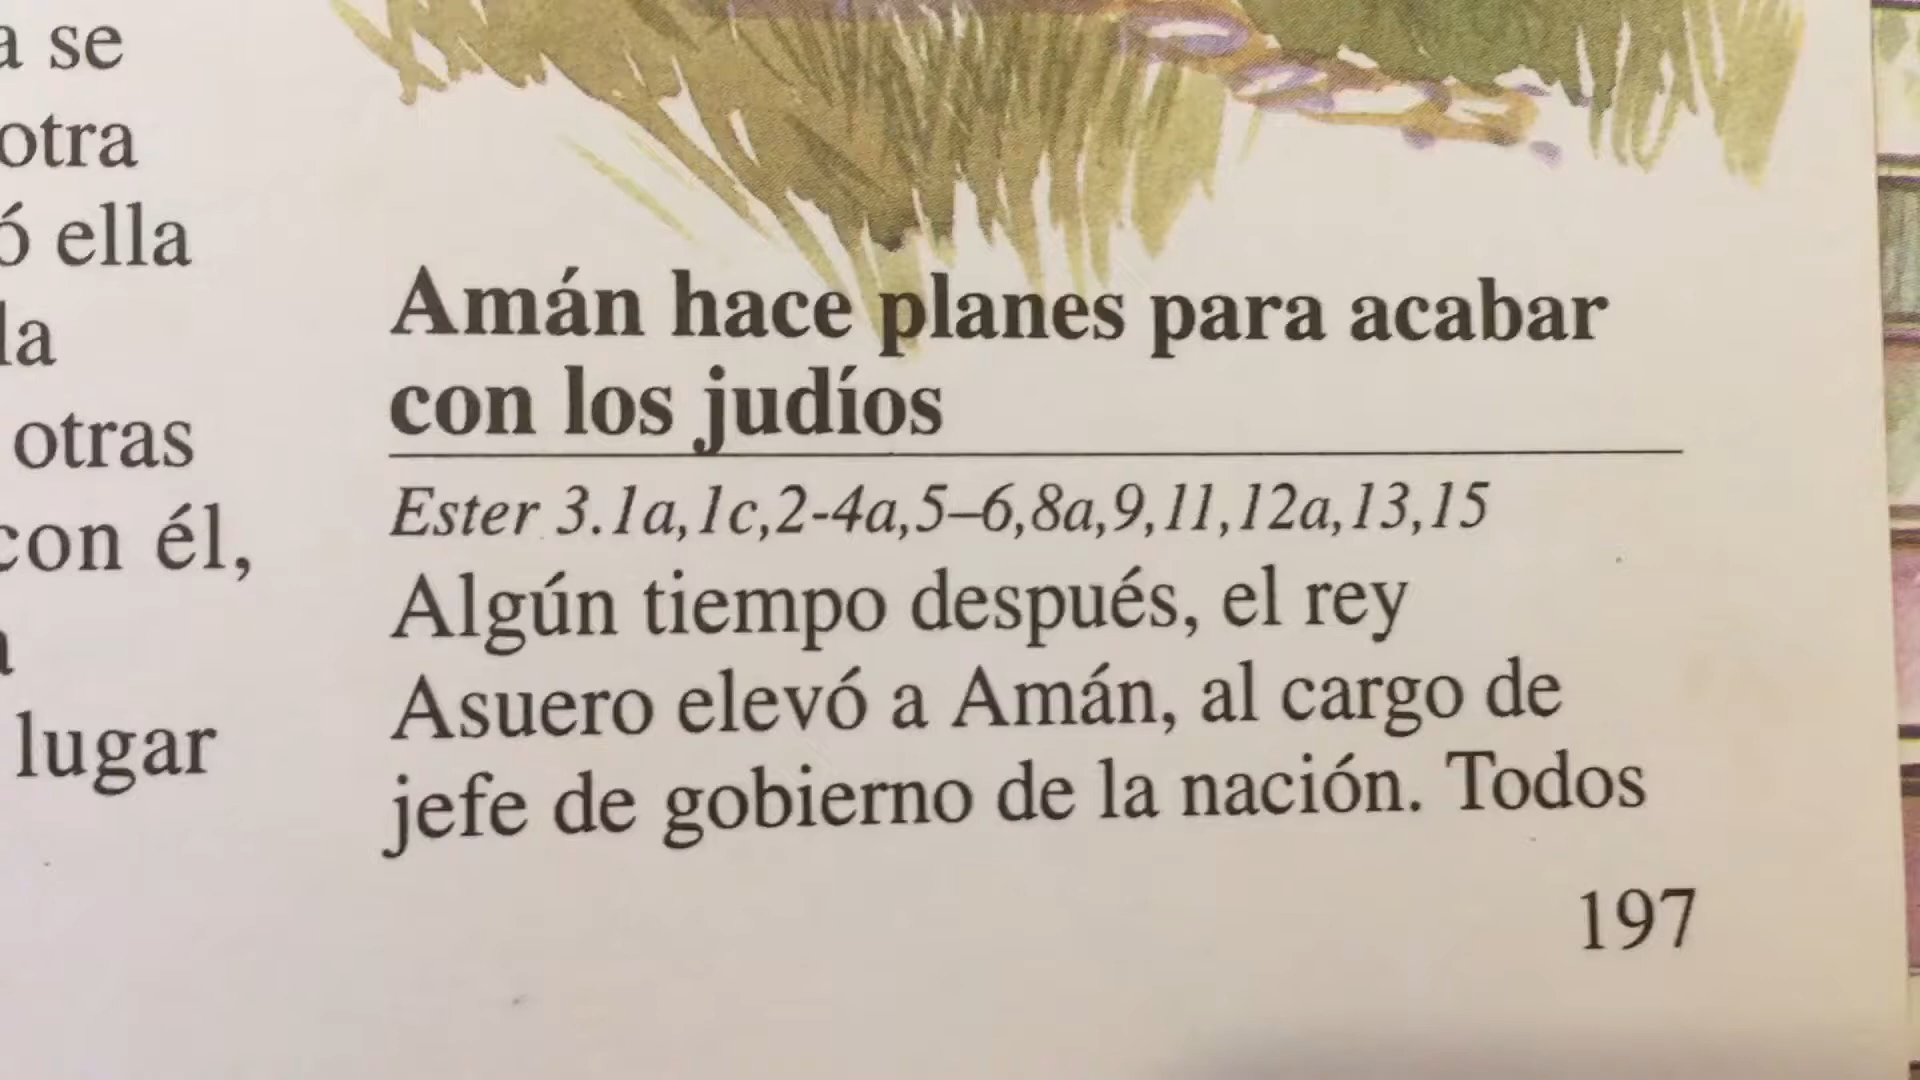 a se
otra
ó ella
la
otras
con él,
lugar
Amán hace planes para acabar
con los judíos
Ester 3.1a,1c,2-4a,5–6,8a,9,11,12a,13,15
Algún tiempo después, el rey
Asuero elevó a Amán, al cargo de
jefe de gobierno de la nación. Todos
197